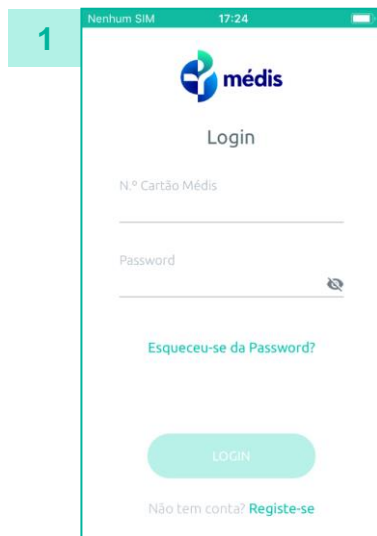 1
Nenhum SIM 17:24
médis
Login
N.º Cartão Médis
Password
Esqueceu-se da Password?
LOGIN
Não tem conta? Registe-se